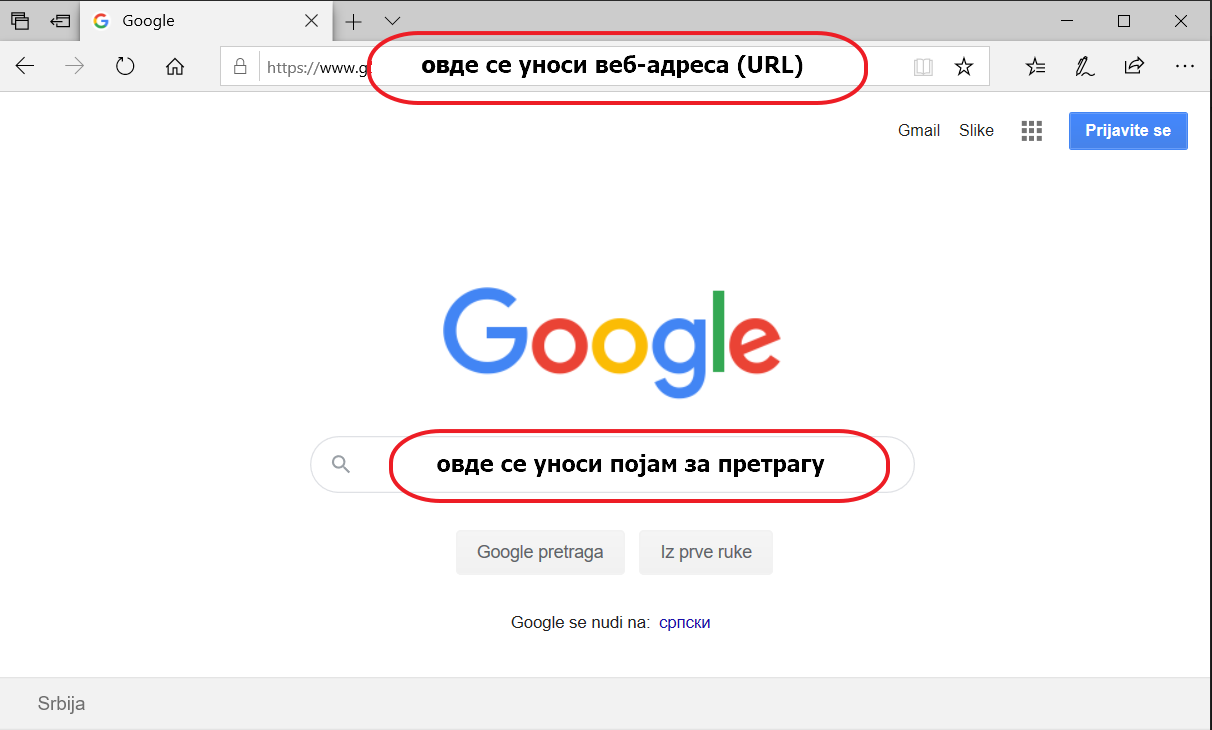 Google
https://www.g
овде се уноси веб-адреса (URL)
Gmail Slike Prijavite se
Google
овде се уноси појам за претрагу
Google pretraga Iz prve ruke
Google se nudi na: српски
Srbija